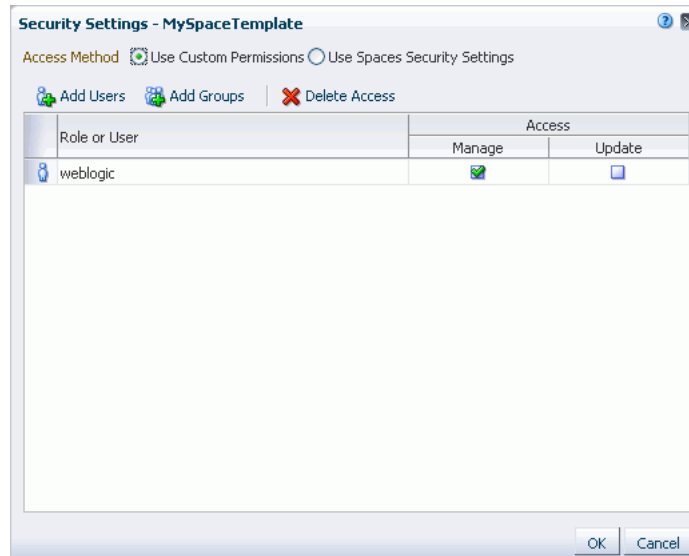 Security Settings - MySpaceTemplate
Access Method Use Custom Permissions Use Spaces Security Settings
Add Users Add Groups Delete Access
Role or User
Access
Manage Update
weblogic
OK Cancel